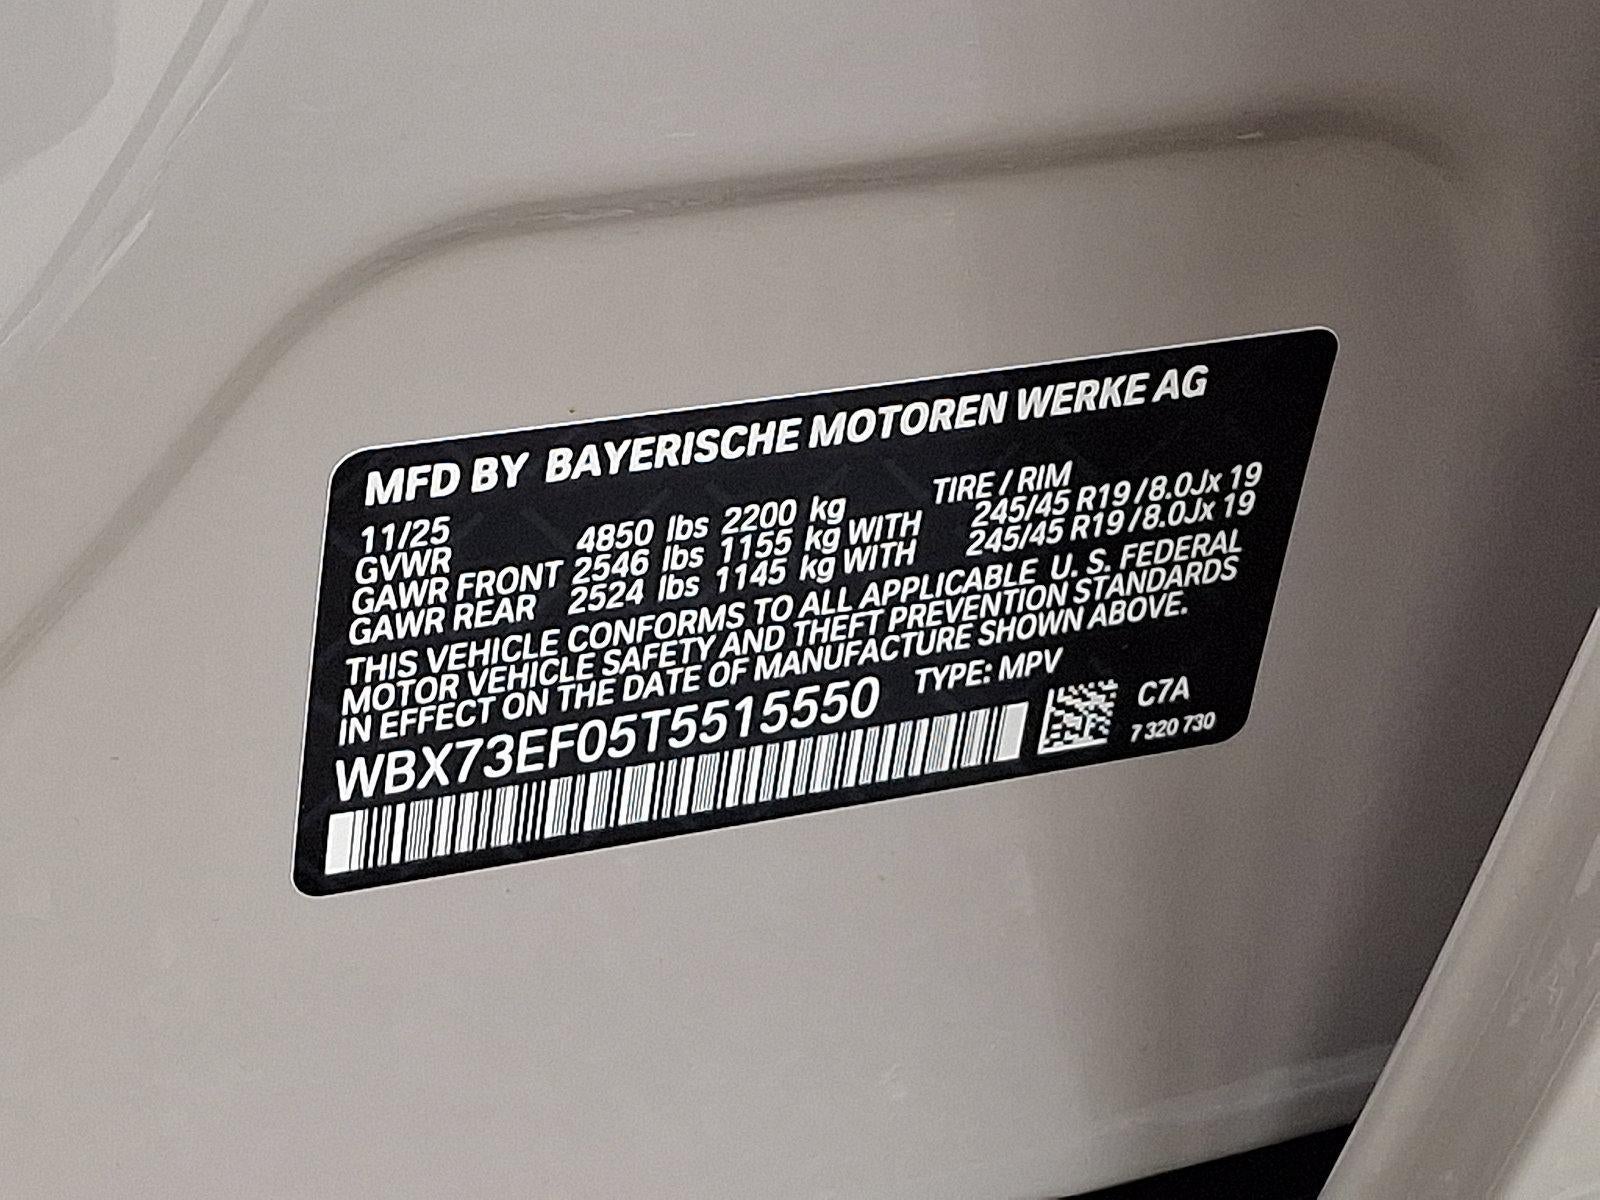 MFD BY BAYERISCHE MOTOREN WERKE AG
11/25 TIRE / RIM
GVWR 4850 lbs 2200 kg
GAWR FRONT 2546 lbs 1155 kg WITH 245/45 R19 / 8.0Jx 19
GAWR REAR 2524 lbs 1145 kg WITH 245/45 R19 / 8.0Jx 19
THIS VEHICLE CONFORMS TO ALL APPLICABLE U. S. FEDERAL
MOTOR VEHICLE SAFETY AND THEFT PREVENTION STANDARDS
IN EFFECT ON THE DATE OF MANUFACTURE SHOWN ABOVE.
WBX73EF05T5515550 TYPE: MPV
C7A
7 320 730